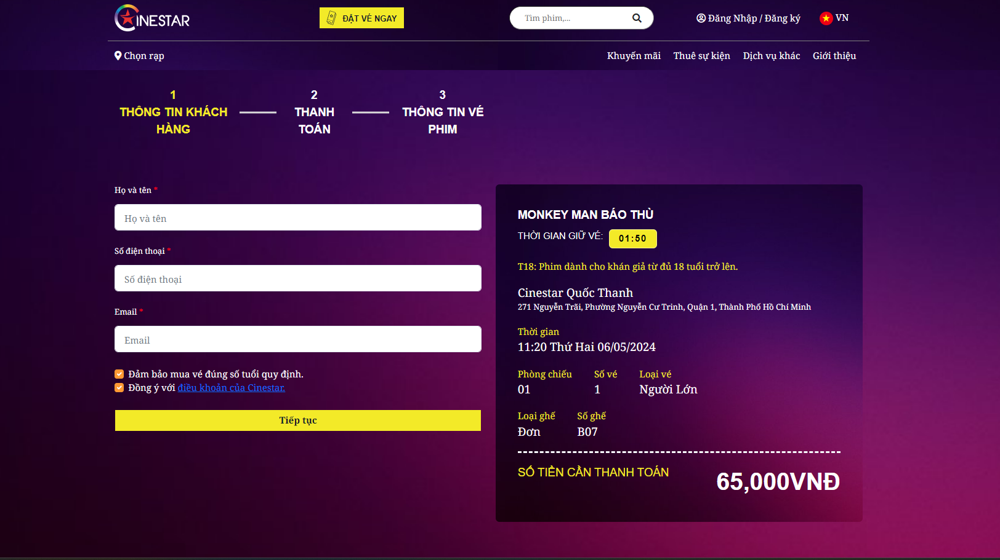 CINESTAR
ĐẶT VÉ NGAY
Tìm phim,...
Đăng Nhập / Đăng ký
VN
Chọn rạp
Khuyến mãi
Thuê sự kiện
Dịch vụ khác
Giới thiệu
1
THÔNG TIN KHÁCH
HÀNG
2
THANH
TOÁN
3
THÔNG TIN VÉ
PHIM
Họ và tên *
Họ và tên
Số điện thoại *
Số điện thoại
Email *
Email
Đảm bảo mua vé đúng số tuổi quy định.
Đồng ý với điều khoản của Cinestar.
Tiếp tục
MONKEY MAN BÁO THÙ
THỜI GIAN GIỮ VÉ: 01:50
T18: Phim dành cho khán giả từ đủ 18 tuổi trở lên.
Cinestar Quốc Thanh
271 Nguyễn Trãi, Phường Nguyễn Cư Trinh, Quận 1, Thành Phố Hồ Chí Minh
Thời gian
11:20 Thứ Hai 06/05/2024
Phòng chiếu Số vé Loại vé
01 1 Người Lớn
Loại ghế Số ghế
Đơn B07
SỐ TIỀN CẦN THANH TOÁN
65,000VNĐ